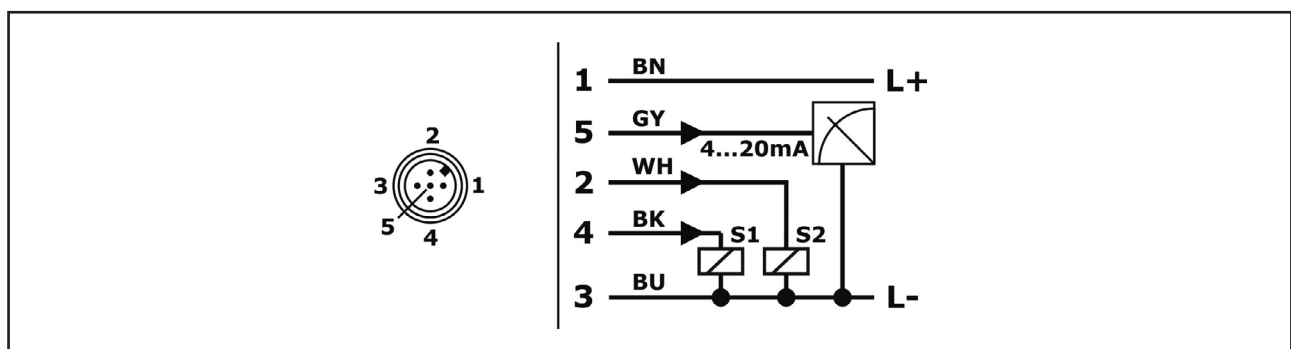 2
3
1
5
4
1 BN L+
5 GY
4...20mA
2 WH
4 BK S1 S2
3 BU L-